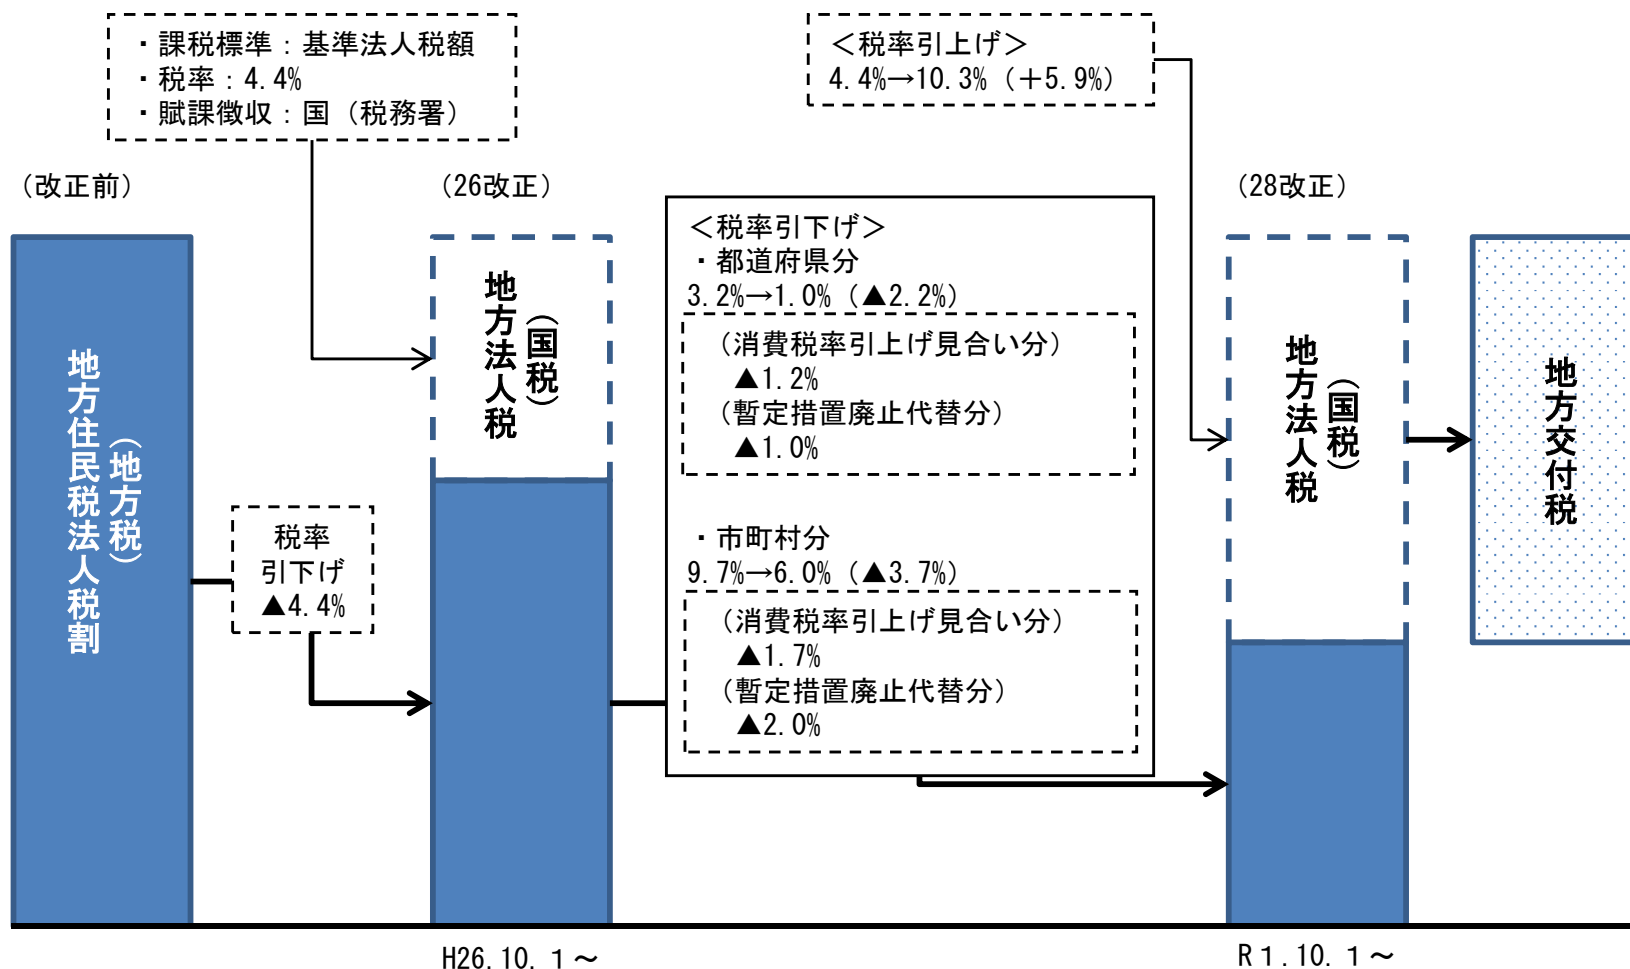 ・課税標準：基準法人税額
・税率：4.4%
・賦課徴収：国（税務署）
＜税率引上げ＞
4.4%→10.3%（＋5.9%）
（改正前）
（26改正）
（28改正）
地方住民税法人税割
（地方税）
税率
引下げ
▲4.4%
地方法人税
（国税）
＜税率引下げ＞
・都道府県分
3.2%→1.0%（▲2.2%）
（消費税率引上げ見合い分）
▲1.2%
（暫定措置廃止代替分）
▲1.0%
・市町村分
9.7%→6.0%（▲3.7%）
（消費税率引上げ見合い分）
▲1.7%
（暫定措置廃止代替分）
▲2.0%
地方法人税
（国税）
地方交付税
H26.10.１～
R１.10.１～